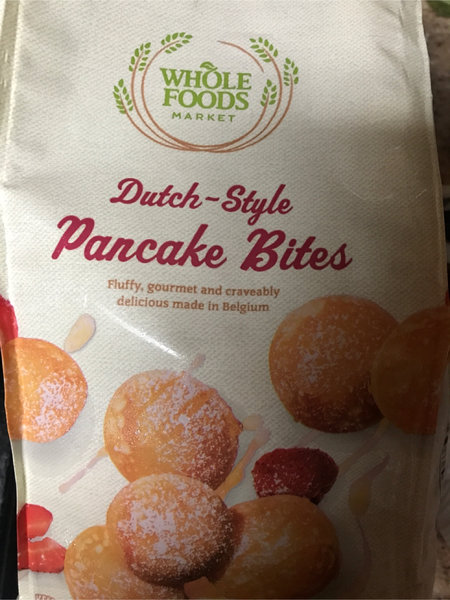 WHOLE
FOODS
MARKET
Dutch-Style
Pancake Bites
Fluffy, gourmet and craveably
delicious made in Belgium